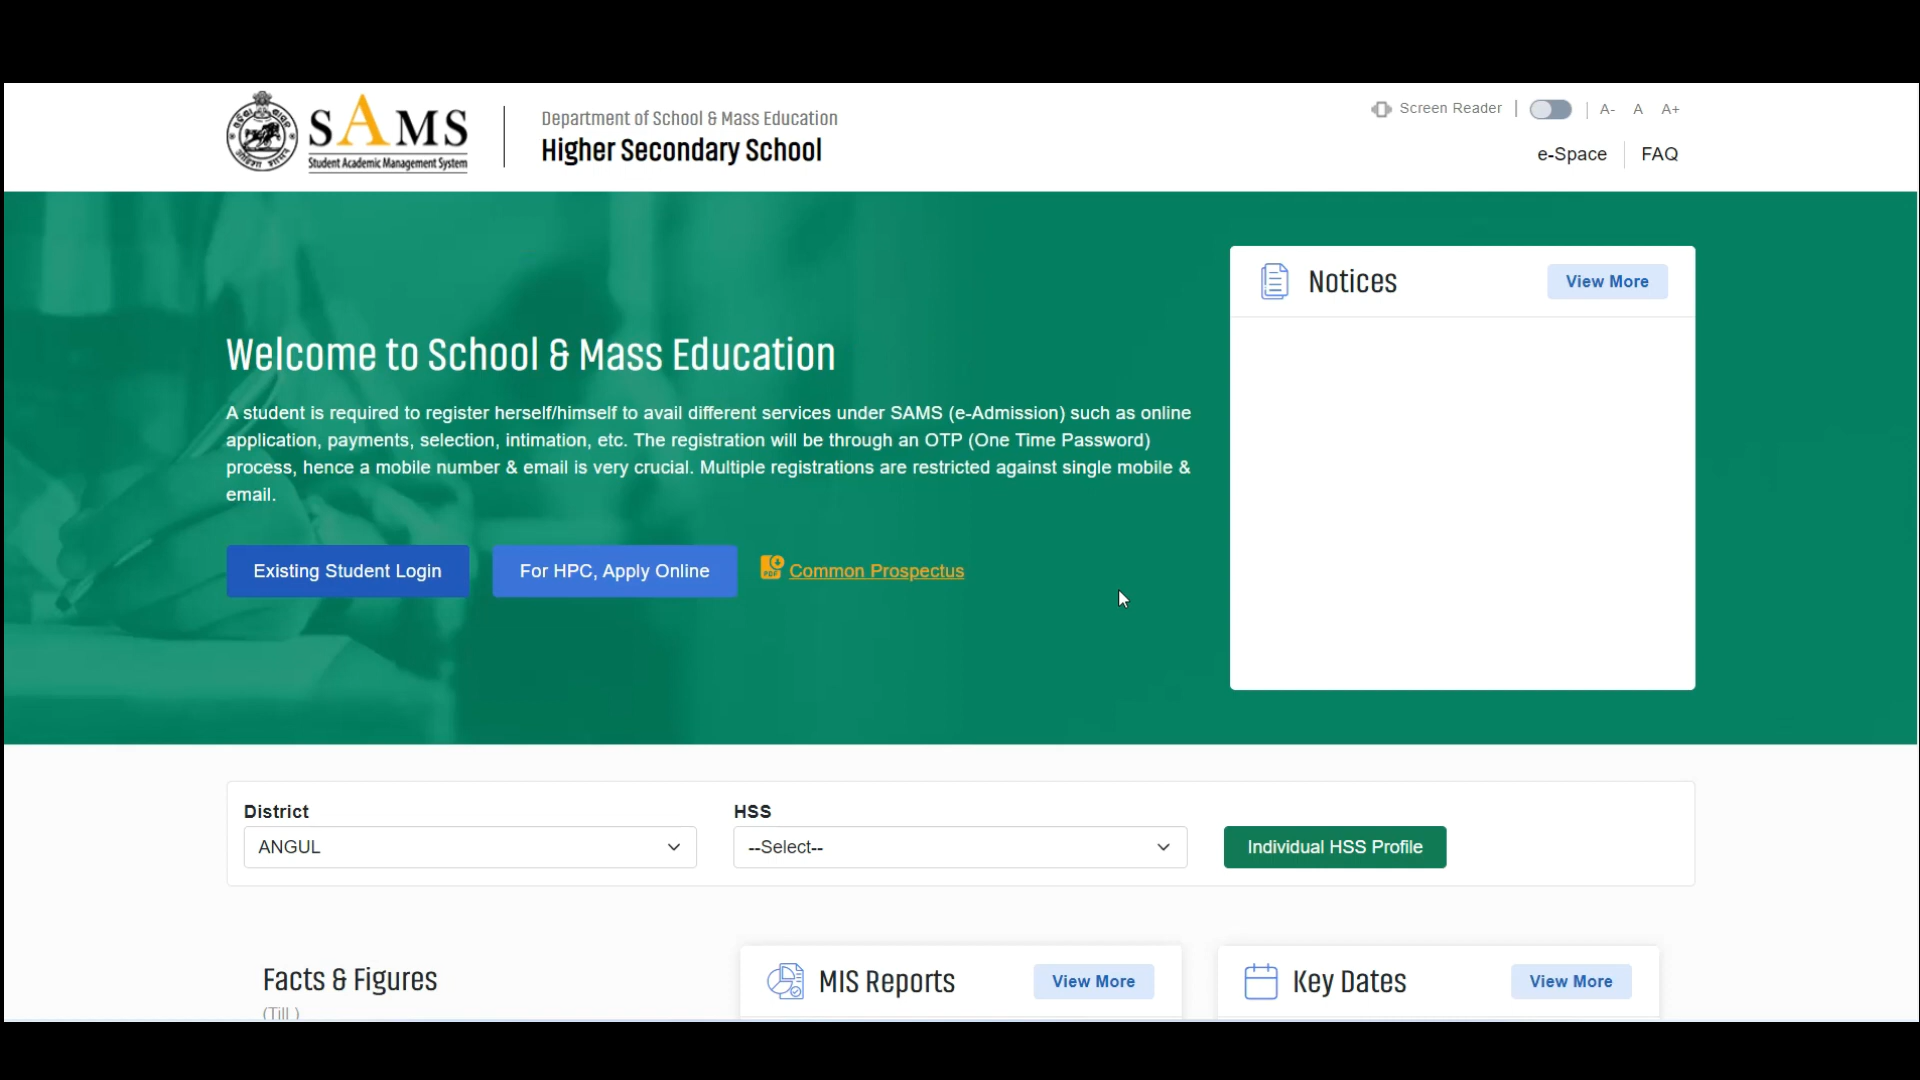 SAMS
Student Academic Management System
Department of School & Mass Education
Higher Secondary School
Screen Reader | | A- A A+
e-Space FAQ
Notices View More
Welcome to School & Mass Education
A student is required to register herself/himself to avail different services under SAMS (e-Admission) such as online
application, payments, selection, intimation, etc. The registration will be through an OTP (One Time Password)
process, hence a mobile number & email is very crucial. Multiple registrations are restricted against single mobile &
email.
Existing Student Login For HPC, Apply Online PDF Common Prospectus
District HSS
ANGUL --Select-- Individual HSS Profile
Facts & Figures MIS Reports View More Key Dates View More
(Till )